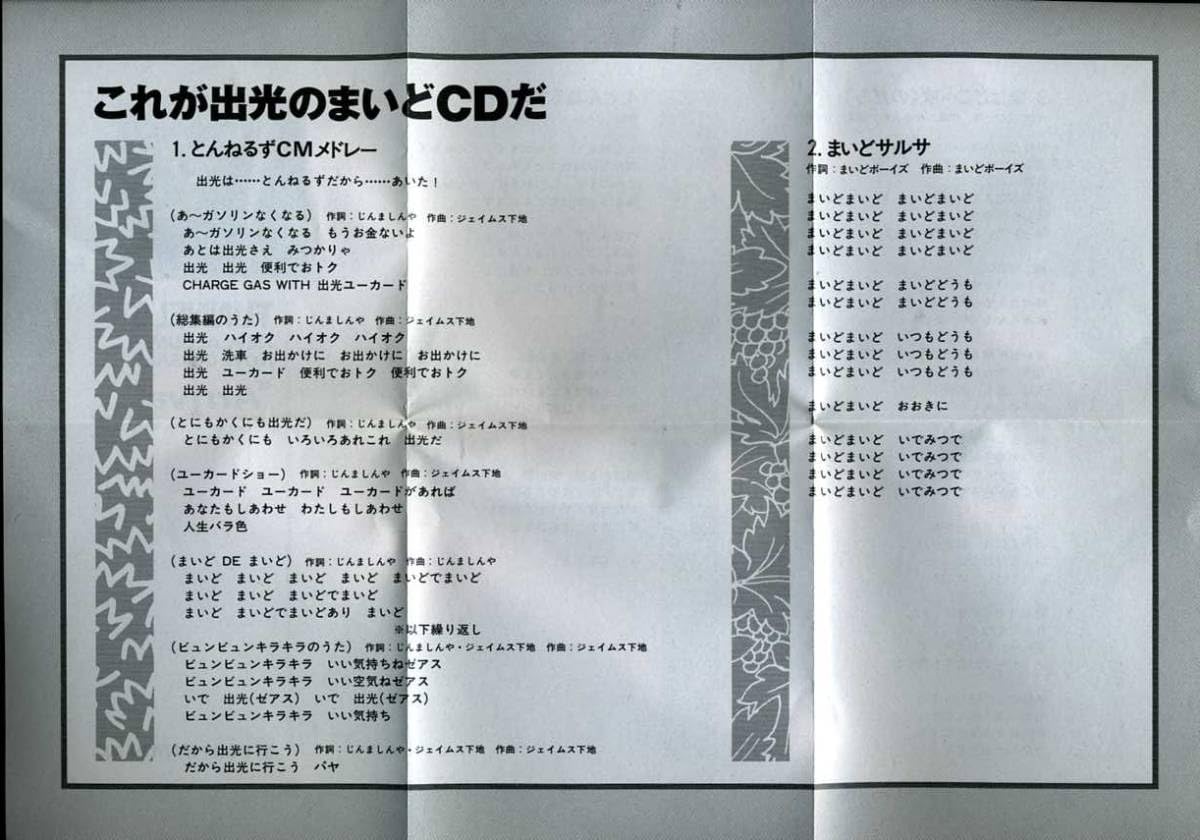 これが出光のまいどCDだ
1. とんねるずCMメドレー
出光は……とんねるずだから……あいた！
(あ〜ガソリンなくなる) 作詞：じんましんや 作曲：ジェイムス下地
あ〜ガソリンなくなる もうお金ないよ
あとは出光さえ みつかりゃ
出光 出光 便利でおトク
CHARGE GAS WITH 出光ユーカード
(総集編のうた) 作詞：じんましんや 作曲：ジェイムス下地
出光 ハイオク ハイオク ハイオク
出光 洗車 お出かけに お出かけに お出かけに
出光 ユーカード 便利でおトク 便利でおトク
出光 出光
(とにもかくにも出光だ) 作詞：じんましんや 作曲：ジェイムス下地
とにもかくにも いろいろあれこれ 出光だ
(ユーカードショー) 作詞：じんましんや 作曲：ジェイムス下地
ユーカード ユーカード ユーカードがあれば
あなたもしあわせ わたしもしあわせ
人生バラ色
(まいど DE まいど) 作詞：じんましんや 作曲：じんましんや
まいど まいど まいど まいど まいどでまいど
まいど まいど まいどでまいど
まいど まいどでまいどあり まいど
※以下繰り返し
(ビュンビュンキラキラのうた) 作詞：じんましんや・ジェイムス下地 作曲：ジェイムス下地
ビュンビュンキラキラ いい気持ちねゼアス
ビュンビュンキラキラ いい空気ねゼアス
いで 出光(ゼアス) いで 出光(ゼアス)
ビュンビュンキラキラ いい気持ち
(だから出光に行こう) 作詞：じんましんや・ジェイムス下地 作曲：ジェイムス下地
だから出光に行こう パヤ
2. まいどサルサ
作詞：まいどボーイズ 作曲：まいどボーイズ
まいどまいど まいどまいど
まいどまいど まいどまいど
まいどまいど まいどまいど
まいどまいど まいどまいど
まいどまいど まいどどうも
まいどまいど まいどどうも
まいどまいど いつもどうも
まいどまいど いつもどうも
まいどまいど いつもどうも
まいどまいど おおきに
まいどまいど いでみつで
まいどまいど いでみつで
まいどまいど いでみつで
まいどまいど いでみつで